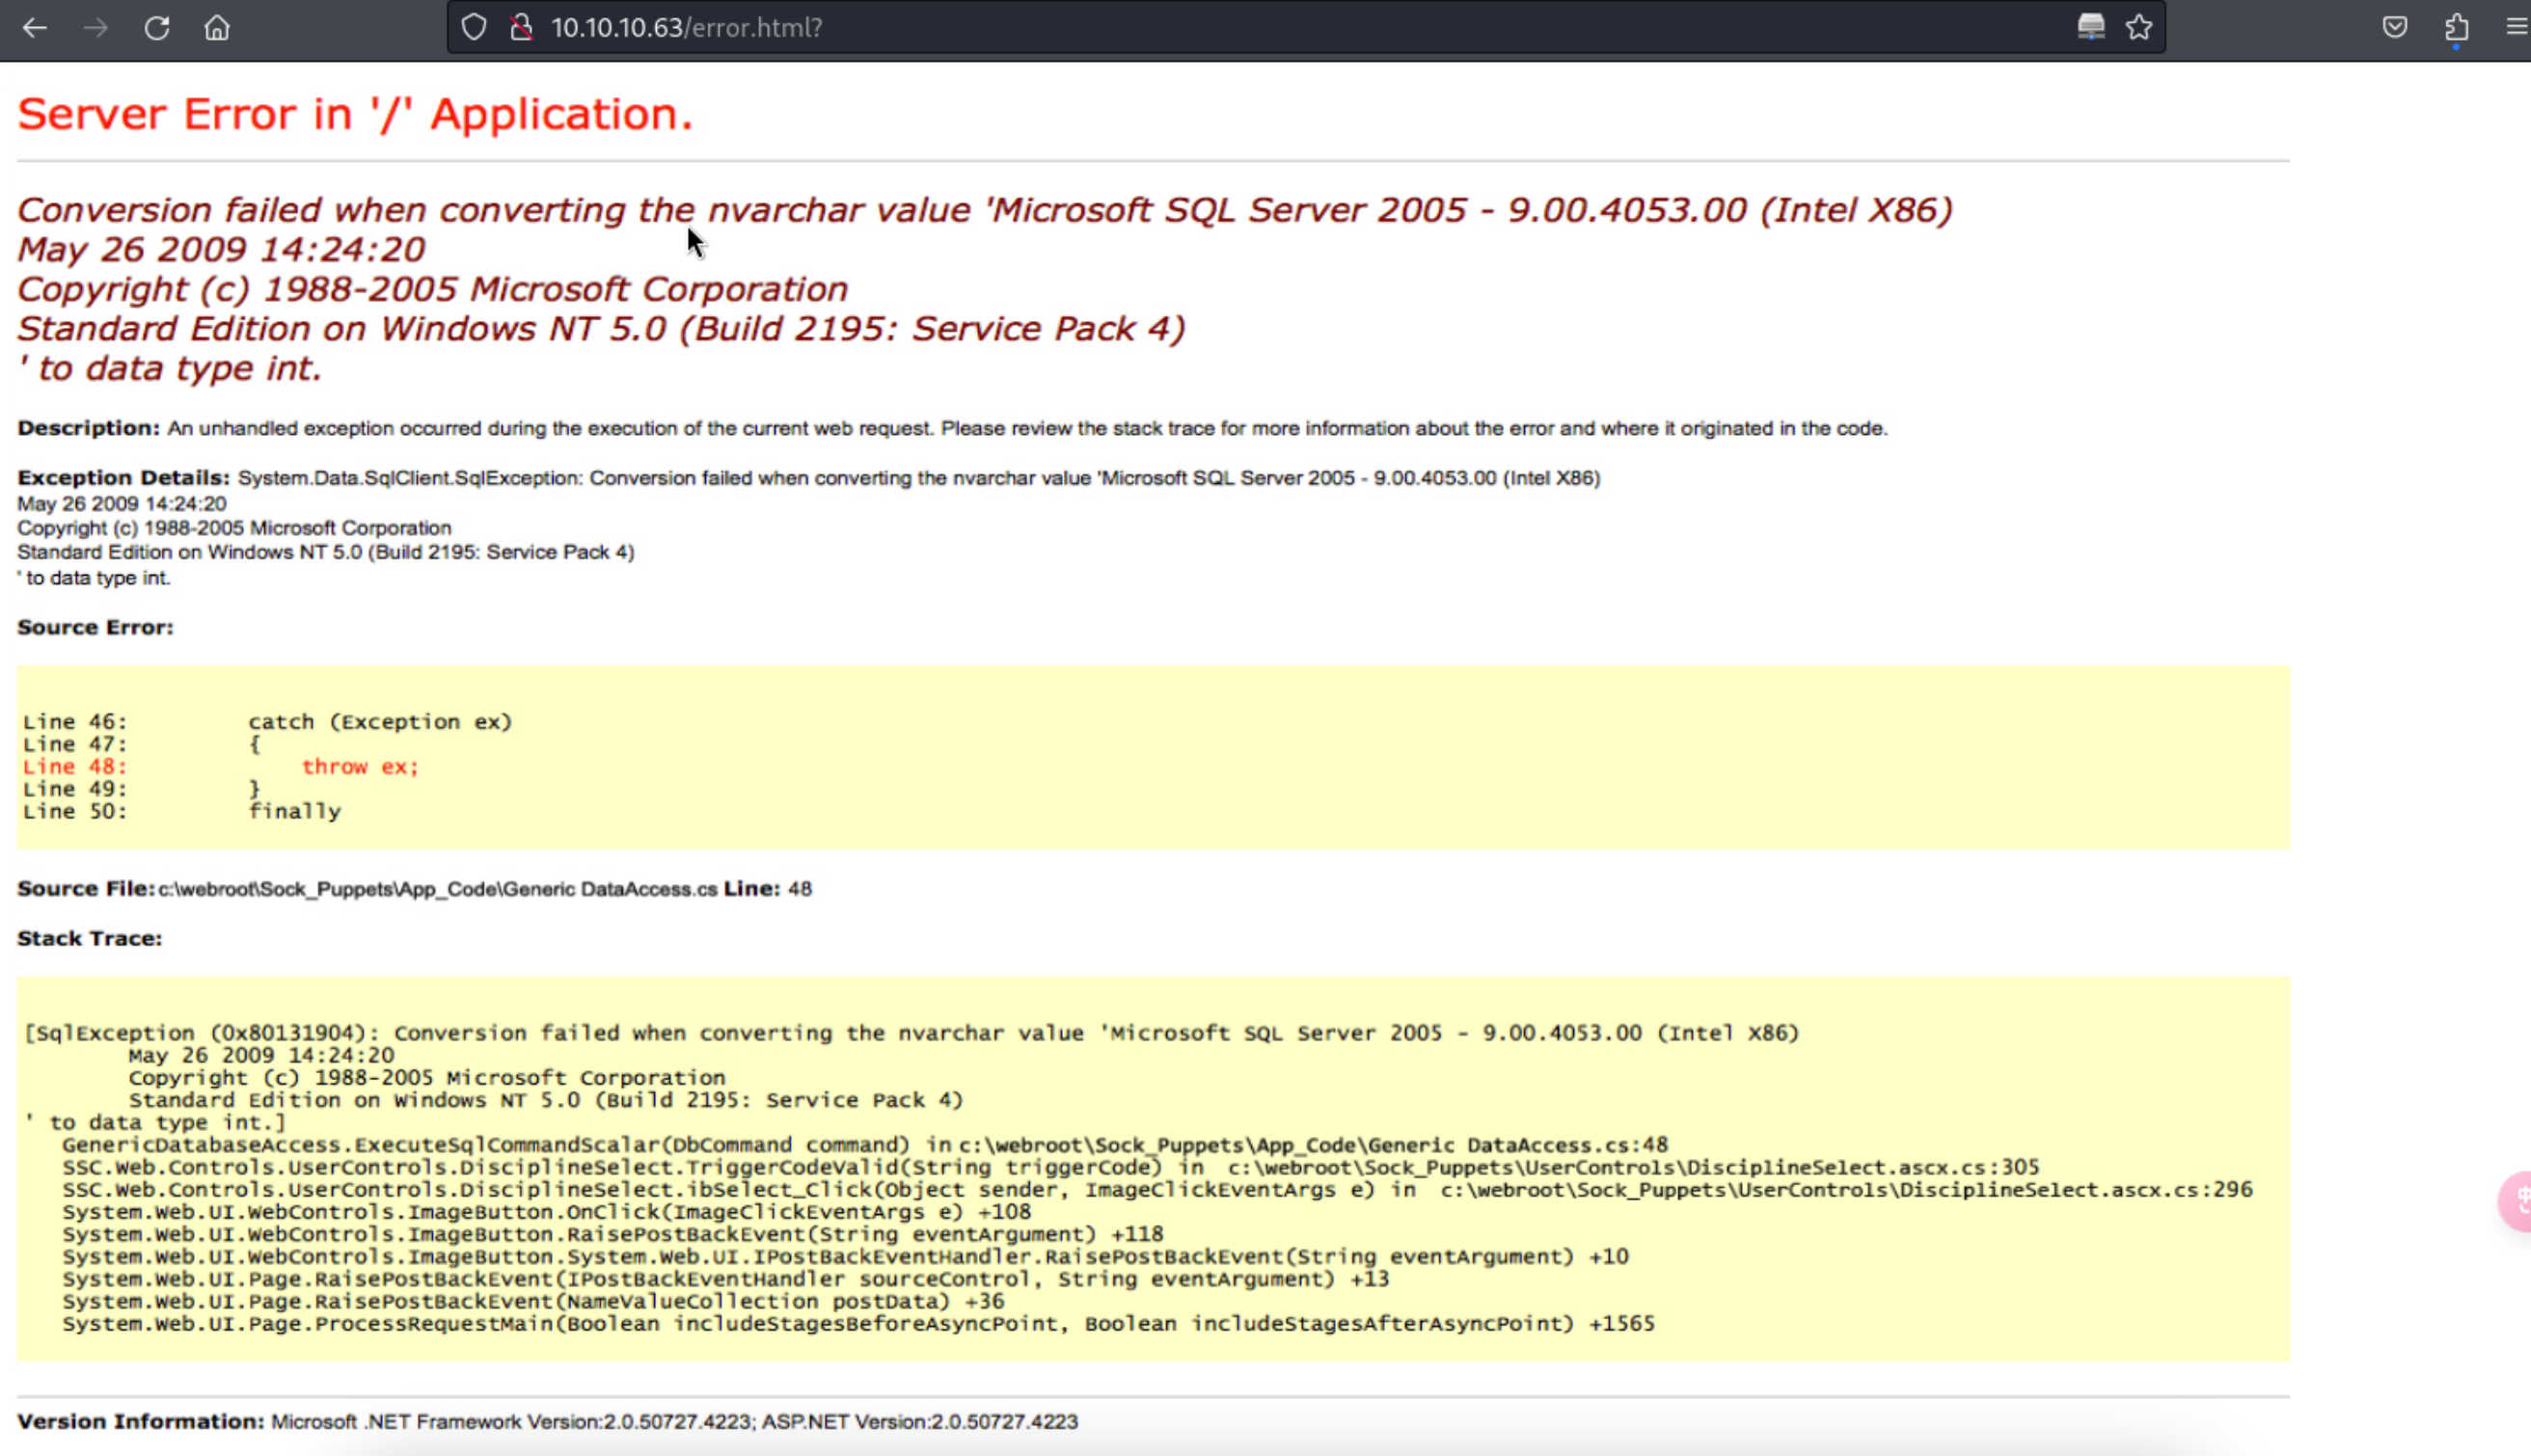 10.10.10.63/error.html?
Server Error in '/' Application.
Conversion failed when converting the nvarchar value 'Microsoft SQL Server 2005 - 9.00.4053.00 (Intel X86)
May 26 2009 14:24:20
Copyright (c) 1988-2005 Microsoft Corporation
Standard Edition on Windows NT 5.0 (Build 2195: Service Pack 4)
' to data type int.
Description: An unhandled exception occurred during the execution of the current web request. Please review the stack trace for more information about the error and where it originated in the code.
Exception Details: System.Data.SqlClient.SqlException: Conversion failed when converting the nvarchar value 'Microsoft SQL Server 2005 - 9.00.4053.00 (Intel X86)
May 26 2009 14:24:20
Copyright (c) 1988-2005 Microsoft Corporation
Standard Edition on Windows NT 5.0 (Build 2195: Service Pack 4)
' to data type int.
Source Error:
Line 46:         catch (Exception ex)
Line 47:         {
Line 48:             throw ex;
Line 49:         }
Line 50:         finally
Source File: c:\webroot\Sock_Puppets\App_Code\Generic DataAccess.cs Line: 48
Stack Trace:
[SqlException (0x80131904): Conversion failed when converting the nvarchar value 'Microsoft SQL Server 2005 - 9.00.4053.00 (Intel X86)
May 26 2009 14:24:20
Copyright (c) 1988-2005 Microsoft Corporation
Standard Edition on Windows NT 5.0 (Build 2195: Service Pack 4)
' to data type int.]
GenericDatabaseAccess.ExecuteSqlCommandScalar(DbCommand command) in c:\webroot\Sock_Puppets\App_Code\Generic DataAccess.cs:48
SSC.Web.Controls.UserControls.DisciplineSelect.TriggerCodeValid(String triggerCode) in c:\webroot\Sock_Puppets\UserControls\DisciplineSelect.ascx.cs:305
SSC.Web.Controls.UserControls.DisciplineSelect.ibSelect_Click(Object sender, ImageClickEventArgs e) in c:\webroot\Sock_Puppets\UserControls\DisciplineSelect.ascx.cs:296
System.Web.UI.WebControls.ImageButton.OnClick(ImageClickEventArgs e) +108
System.Web.UI.WebControls.ImageButton.RaisePostBackEvent(String eventArgument) +118
System.Web.UI.WebControls.ImageButton.System.Web.UI.IPostBackEventHandler.RaisePostBackEvent(String eventArgument) +10
System.Web.UI.Page.RaisePostBackEvent(IPostBackEventHandler sourceControl, String eventArgument) +13
System.Web.UI.Page.RaisePostBackEvent(NameValueCollection postData) +36
System.Web.UI.Page.ProcessRequestMain(Boolean includeStagesBeforeAsyncPoint, Boolean includeStagesAfterAsyncPoint) +1565
Version Information: Microsoft .NET Framework Version:2.0.50727.4223; ASP.NET Version:2.0.50727.4223